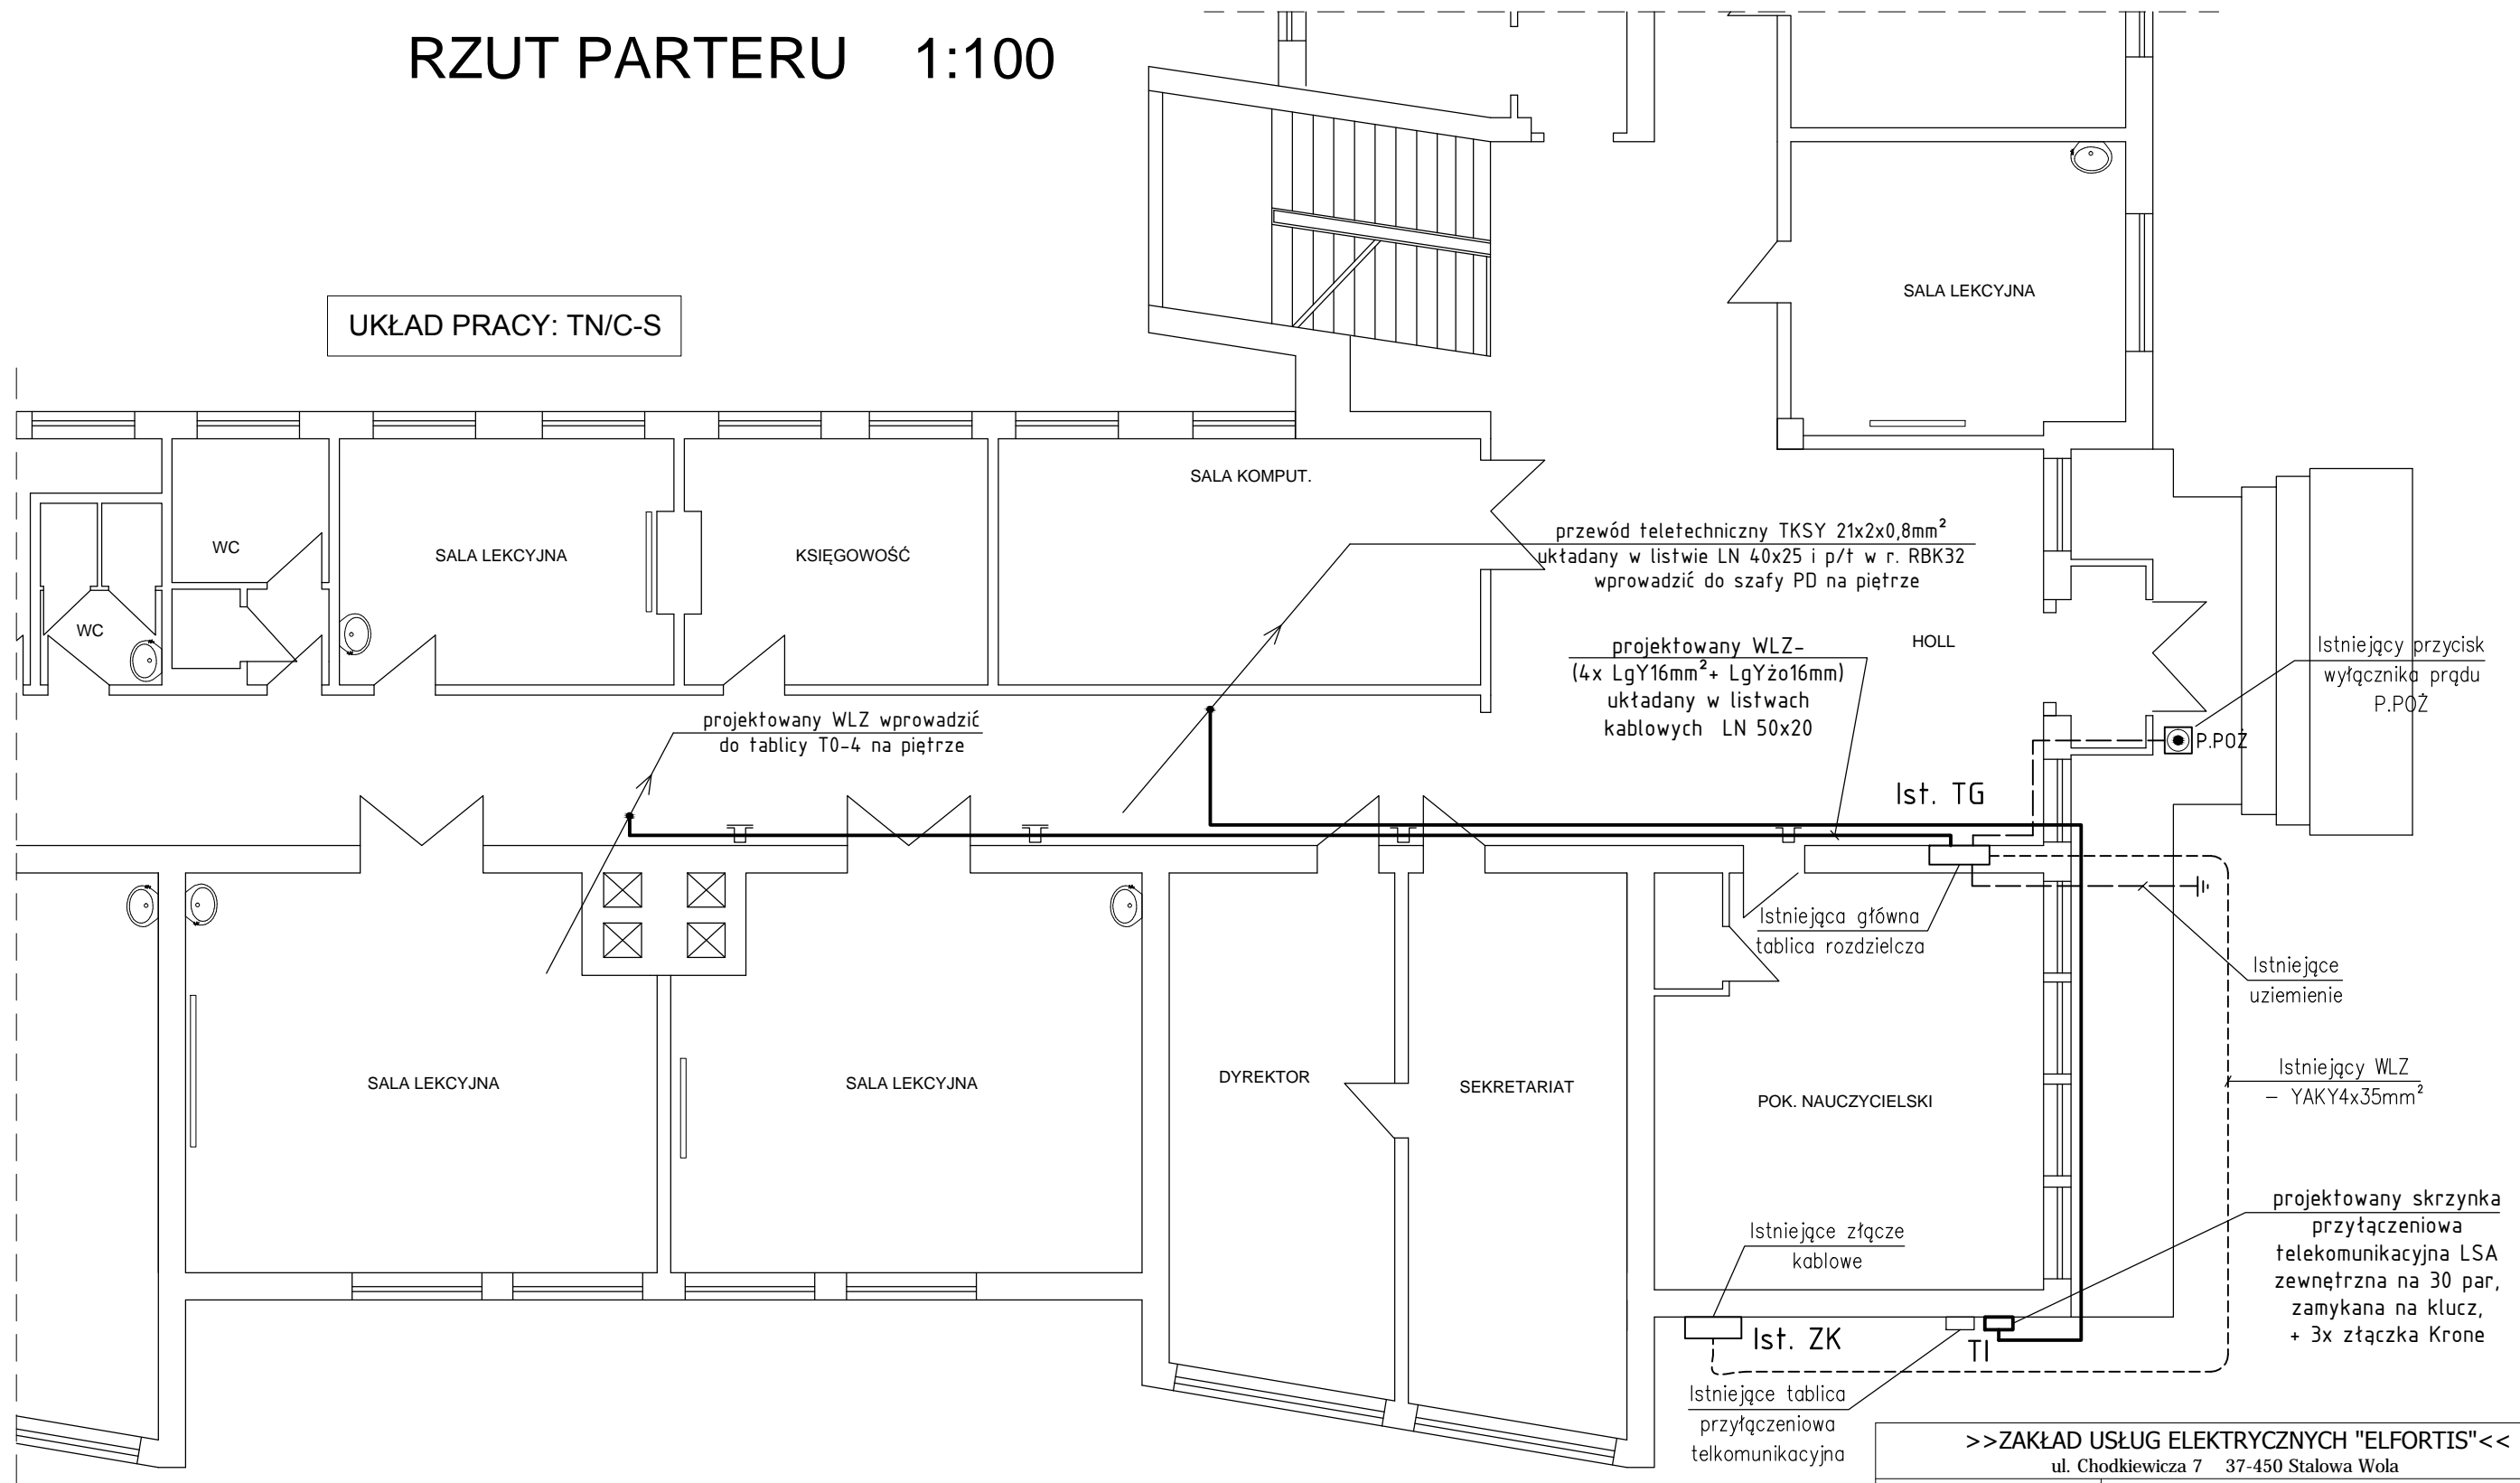 RZUT PARTERU 1:100
UKŁAD PRACY: TN/C-S
SALA LEKCYJNA
SALA KOMPUT.
WC
SALA LEKCYJNA
KSIĘGOWOŚĆ
WC
przewód teletechniczny TKSY 21x2x0,8mm²
układany w listwie LN 40x25 i p/t w r. RBK32
wprowadzić do szafy PD na piętrze
HOLL
projektowany WLZ-
(4x LgY16mm²+ LgYżo16mm)
układany w listwach
kablowych LN 50x20
Istniejący przycisk
wyłącznika prądu
P.POŻ
P.POŻ
projektowany WLZ wprowadzić
do tablicy T0-4 na piętrze
Ist. TG
Istniejąca główna
tablica rozdzielcza
Istniejące
uziemienie
SALA LEKCYJNA
SALA LEKCYJNA
DYREKTOR
SEKRETARIAT
POK. NAUCZYCIELSKI
Istniejący WLZ
- YAKY4x35mm²
Istniejące złącze
kablowe
projektowany skrzynka
przyłączeniowa
telekomunikacyjna LSA
zewnętrzna na 30 par,
zamykana na klucz,
+ 3x złączka Krone
Ist. ZK
TI
Istniejące tablica
przyłączeniowa
telkomunikacyjna
>>ZAKŁAD USŁUG ELEKTRYCZNYCH "ELFORTIS"<<
ul. Chodkiewicza 7 37-450 Stalowa Wola